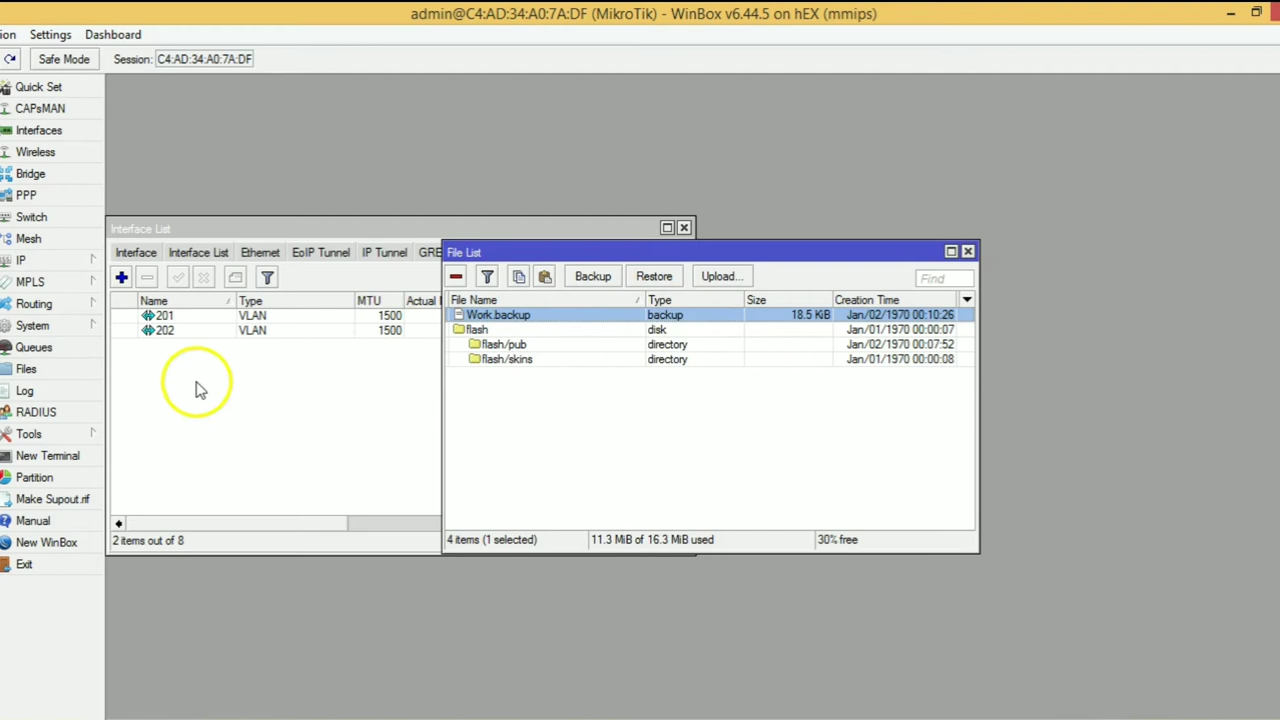 admin@C4:AD:34:A0:7A:DF (MikroTik) - WinBox v6.44.5 on hEX (mmips)
ion Settings Dashboard
Safe Mode Session: C4:AD:34:A0:7A:DF
Quick Set
CAPsMAN
Interfaces
Wireless
Bridge
PPP
Switch
Mesh
IP
MPLS
Routing
System
Queues
Files
Log
RADIUS
Tools
New Terminal
Partition
Make Supout.rif
Manual
New WinBox
Exit
Interface List
Interface Interface List Ethernet EoIP Tunnel IP Tunnel GRE
Name / Type MTU Actual
201 VLAN 1500
202 VLAN 1500
2 items out of 8
File List
Backup Restore Upload... Find
File Name / Type Size Creation Time
Work.backup backup 18.5 KiB Jan/02/1970 00:10:26
flash disk Jan/01/1970 00:00:07
flash/pub directory Jan/02/1970 00:07:52
flash/skins directory Jan/01/1970 00:00:08
4 items (1 selected) 11.3 MiB of 16.3 MiB used 30% free